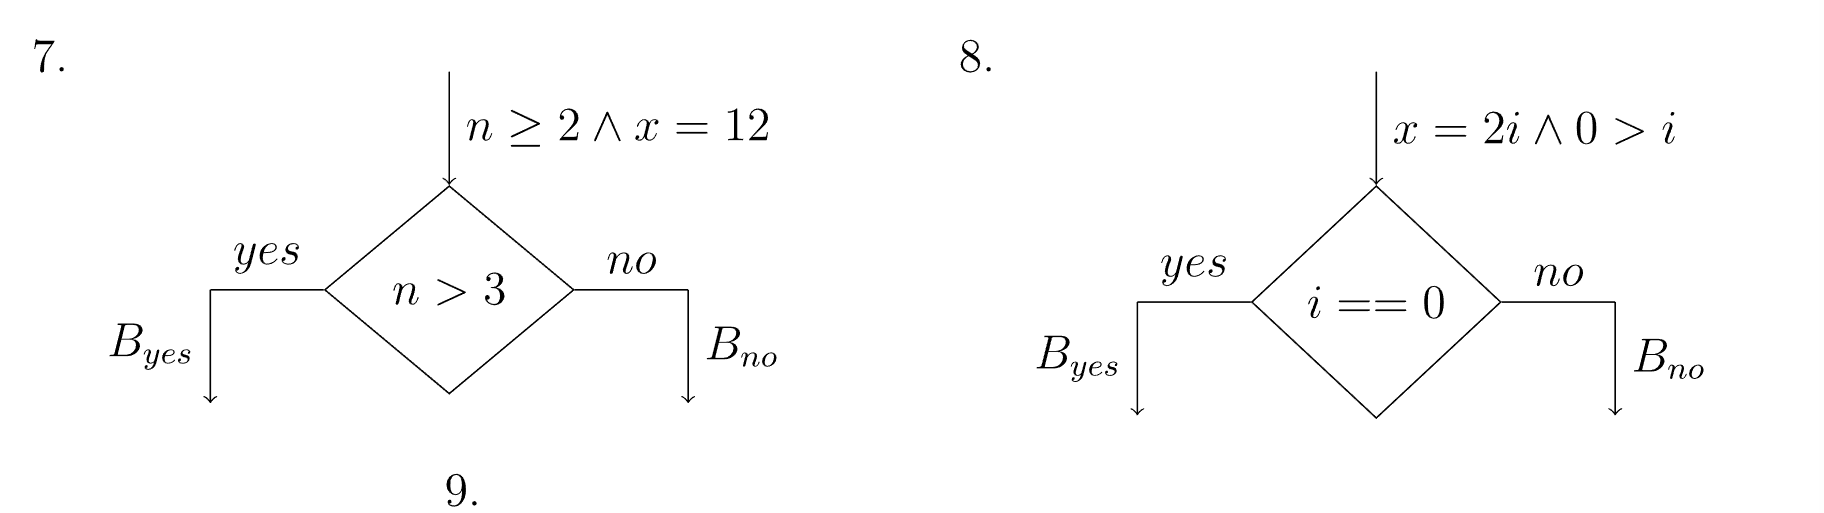 7.
n ≥ 2 ∧ x = 12
yes
no
n > 3
B_yes
B_no
8.
x = 2i ∧ 0 > i
yes
no
i == 0
B_yes
B_no
9.